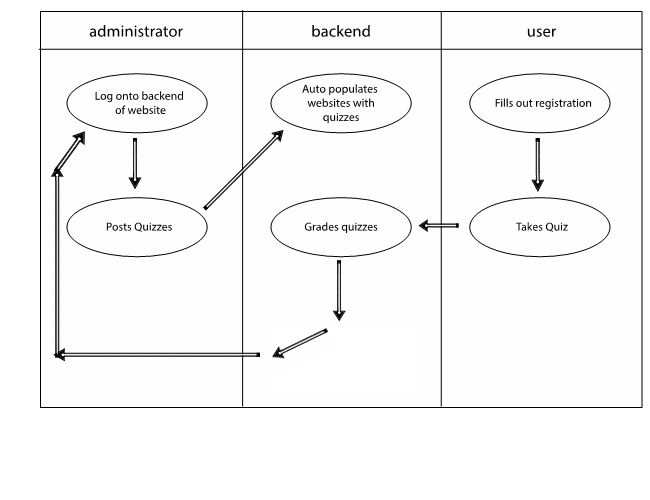 administrator
backend
user
Log onto backend
of website
Auto populates
websites with
quizzes
Fills out registration
Posts Quizzes
Grades quizzes
Takes Quiz